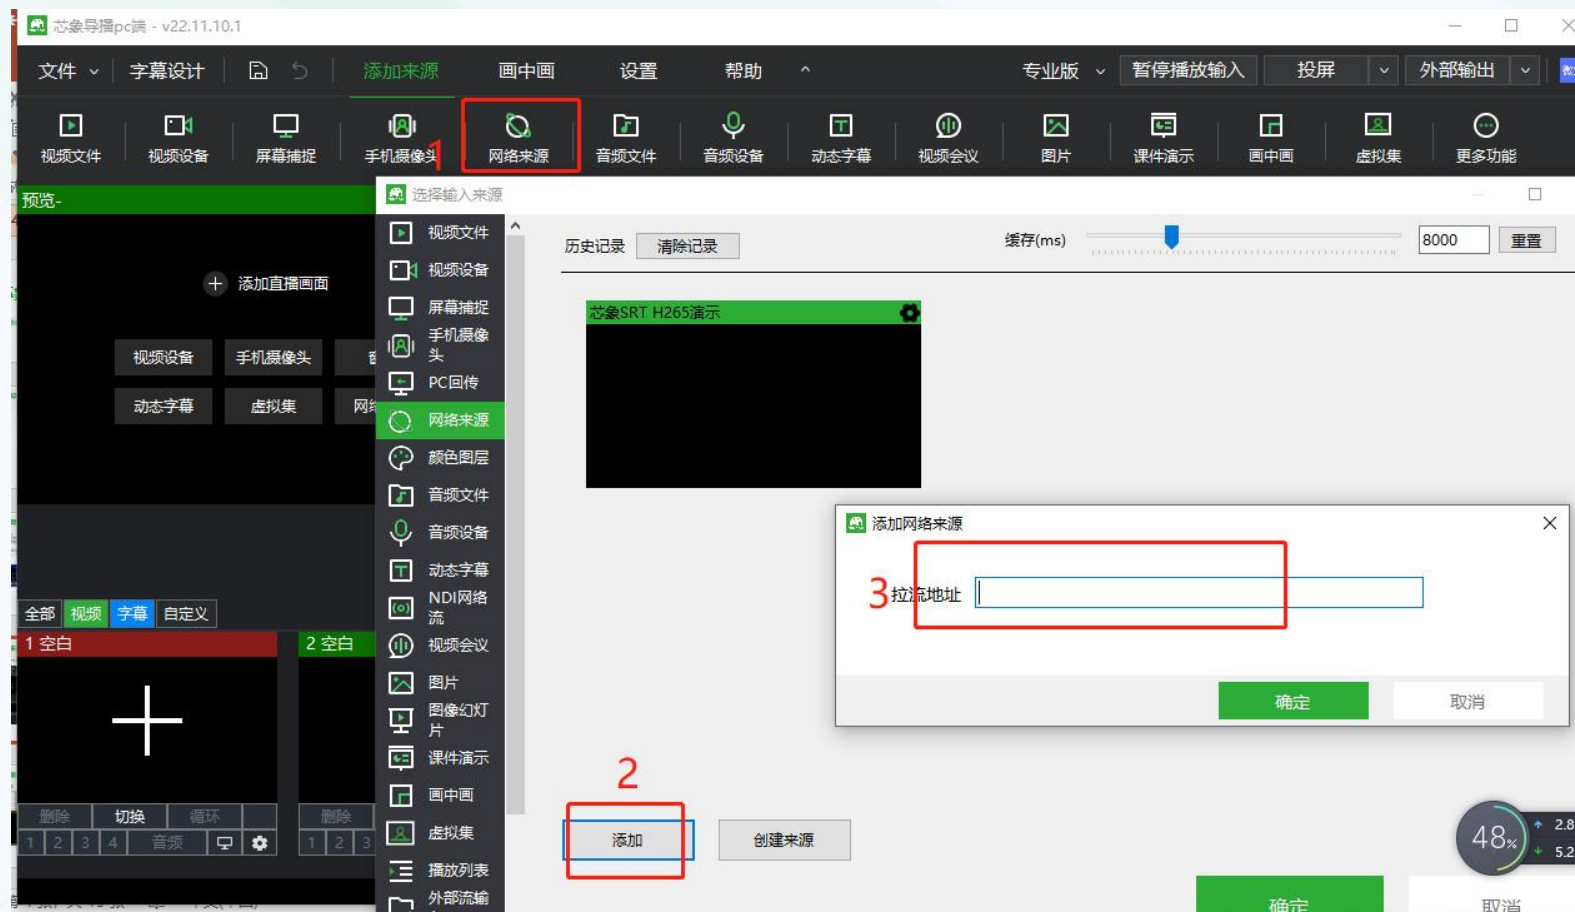 芯象导播pc端 - v22.11.10.1
文件 字幕设计 添加来源 画中画 设置 帮助 专业版 暂停播放输入 投屏 外部输出
视频文件 视频设备 屏幕捕捉 手机摄像头 网络来源 音频文件 音频设备 动态字幕 视频会议 图片 课件演示 画中画 虚拟集 更多功能
1
预览-
添加直播画面
视频设备 手机摄像头
动态字幕 虚拟集
全部 视频 字幕 自定义
1 空白
2 空白
删除 切换 循环 删除
1 2 3 4 音频 1 2 3
选择输入来源
视频文件
视频设备
屏幕捕捉
手机摄像
头
PC回传
网络来源
颜色图层
音频文件
音频设备
动态字幕
NDI网络
流
视频会议
图片
图像幻灯
片
课件演示
画中画
虚拟集
播放列表
外部流输
历史记录 清除记录 缓存(ms) 8000 重置
芯象SRT H265演示
添加网络来源
3
拉流地址
确定 取消
2
添加 创建来源
48%
2.8
5.2
确定 取消